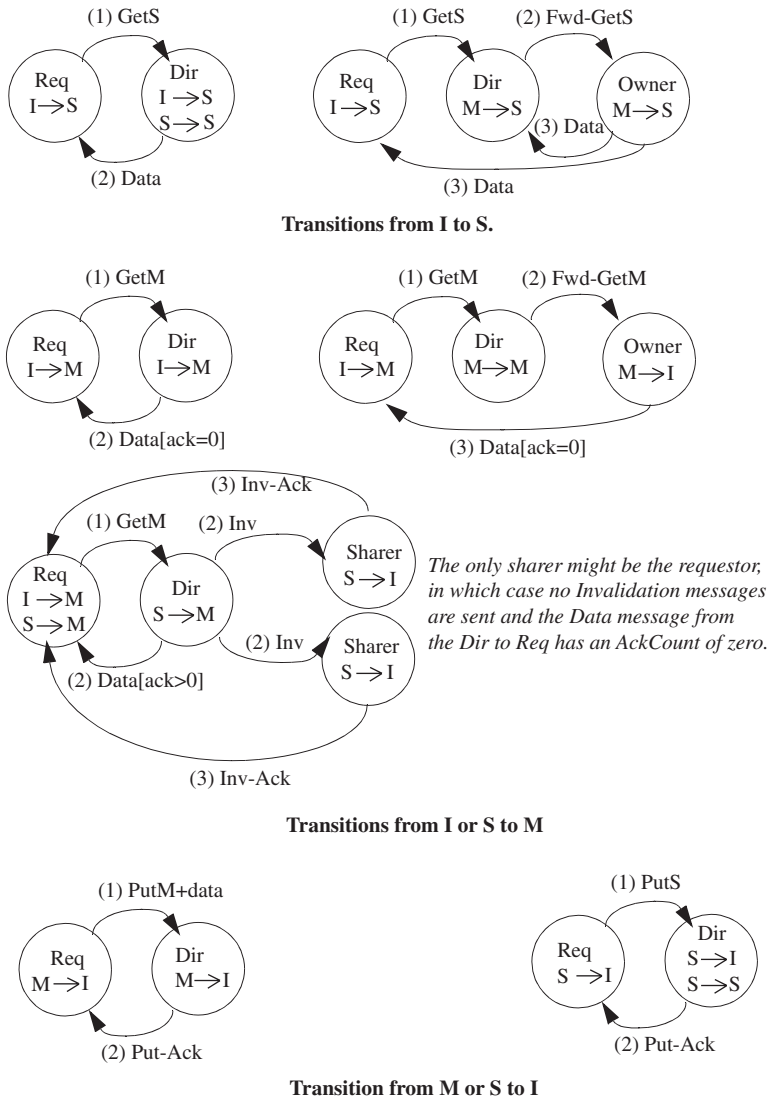 (1) GetS
Req
I→S
Dir
I→S
S→S
(2) Data
(1) GetS
(2) Fwd-GetS
Req
I→S
Dir
M→S
Owner
M→S
(3) Data
(3) Data
Transitions from I to S.
(1) GetM
Req
I→M
Dir
I→M
(2) Data[ack=0]
(1) GetM
(2) Fwd-GetM
Req
I→M
Dir
M→M
Owner
M→I
(3) Data[ack=0]
(3) Inv-Ack
(1) GetM
(2) Inv
Req
I→M
S→M
Dir
S→M
Sharer
S→I
(2) Inv
Sharer
S→I
(2) Data[ack>0]
(3) Inv-Ack
The only sharer might be the requestor,
in which case no Invalidation messages
are sent and the Data message from
the Dir to Req has an AckCount of zero.
Transitions from I or S to M
(1) PutM+data
Req
M→I
Dir
M→I
(2) Put-Ack
(1) PutS
Req
S→I
Dir
S→I
S→S
(2) Put-Ack
Transition from M or S to I